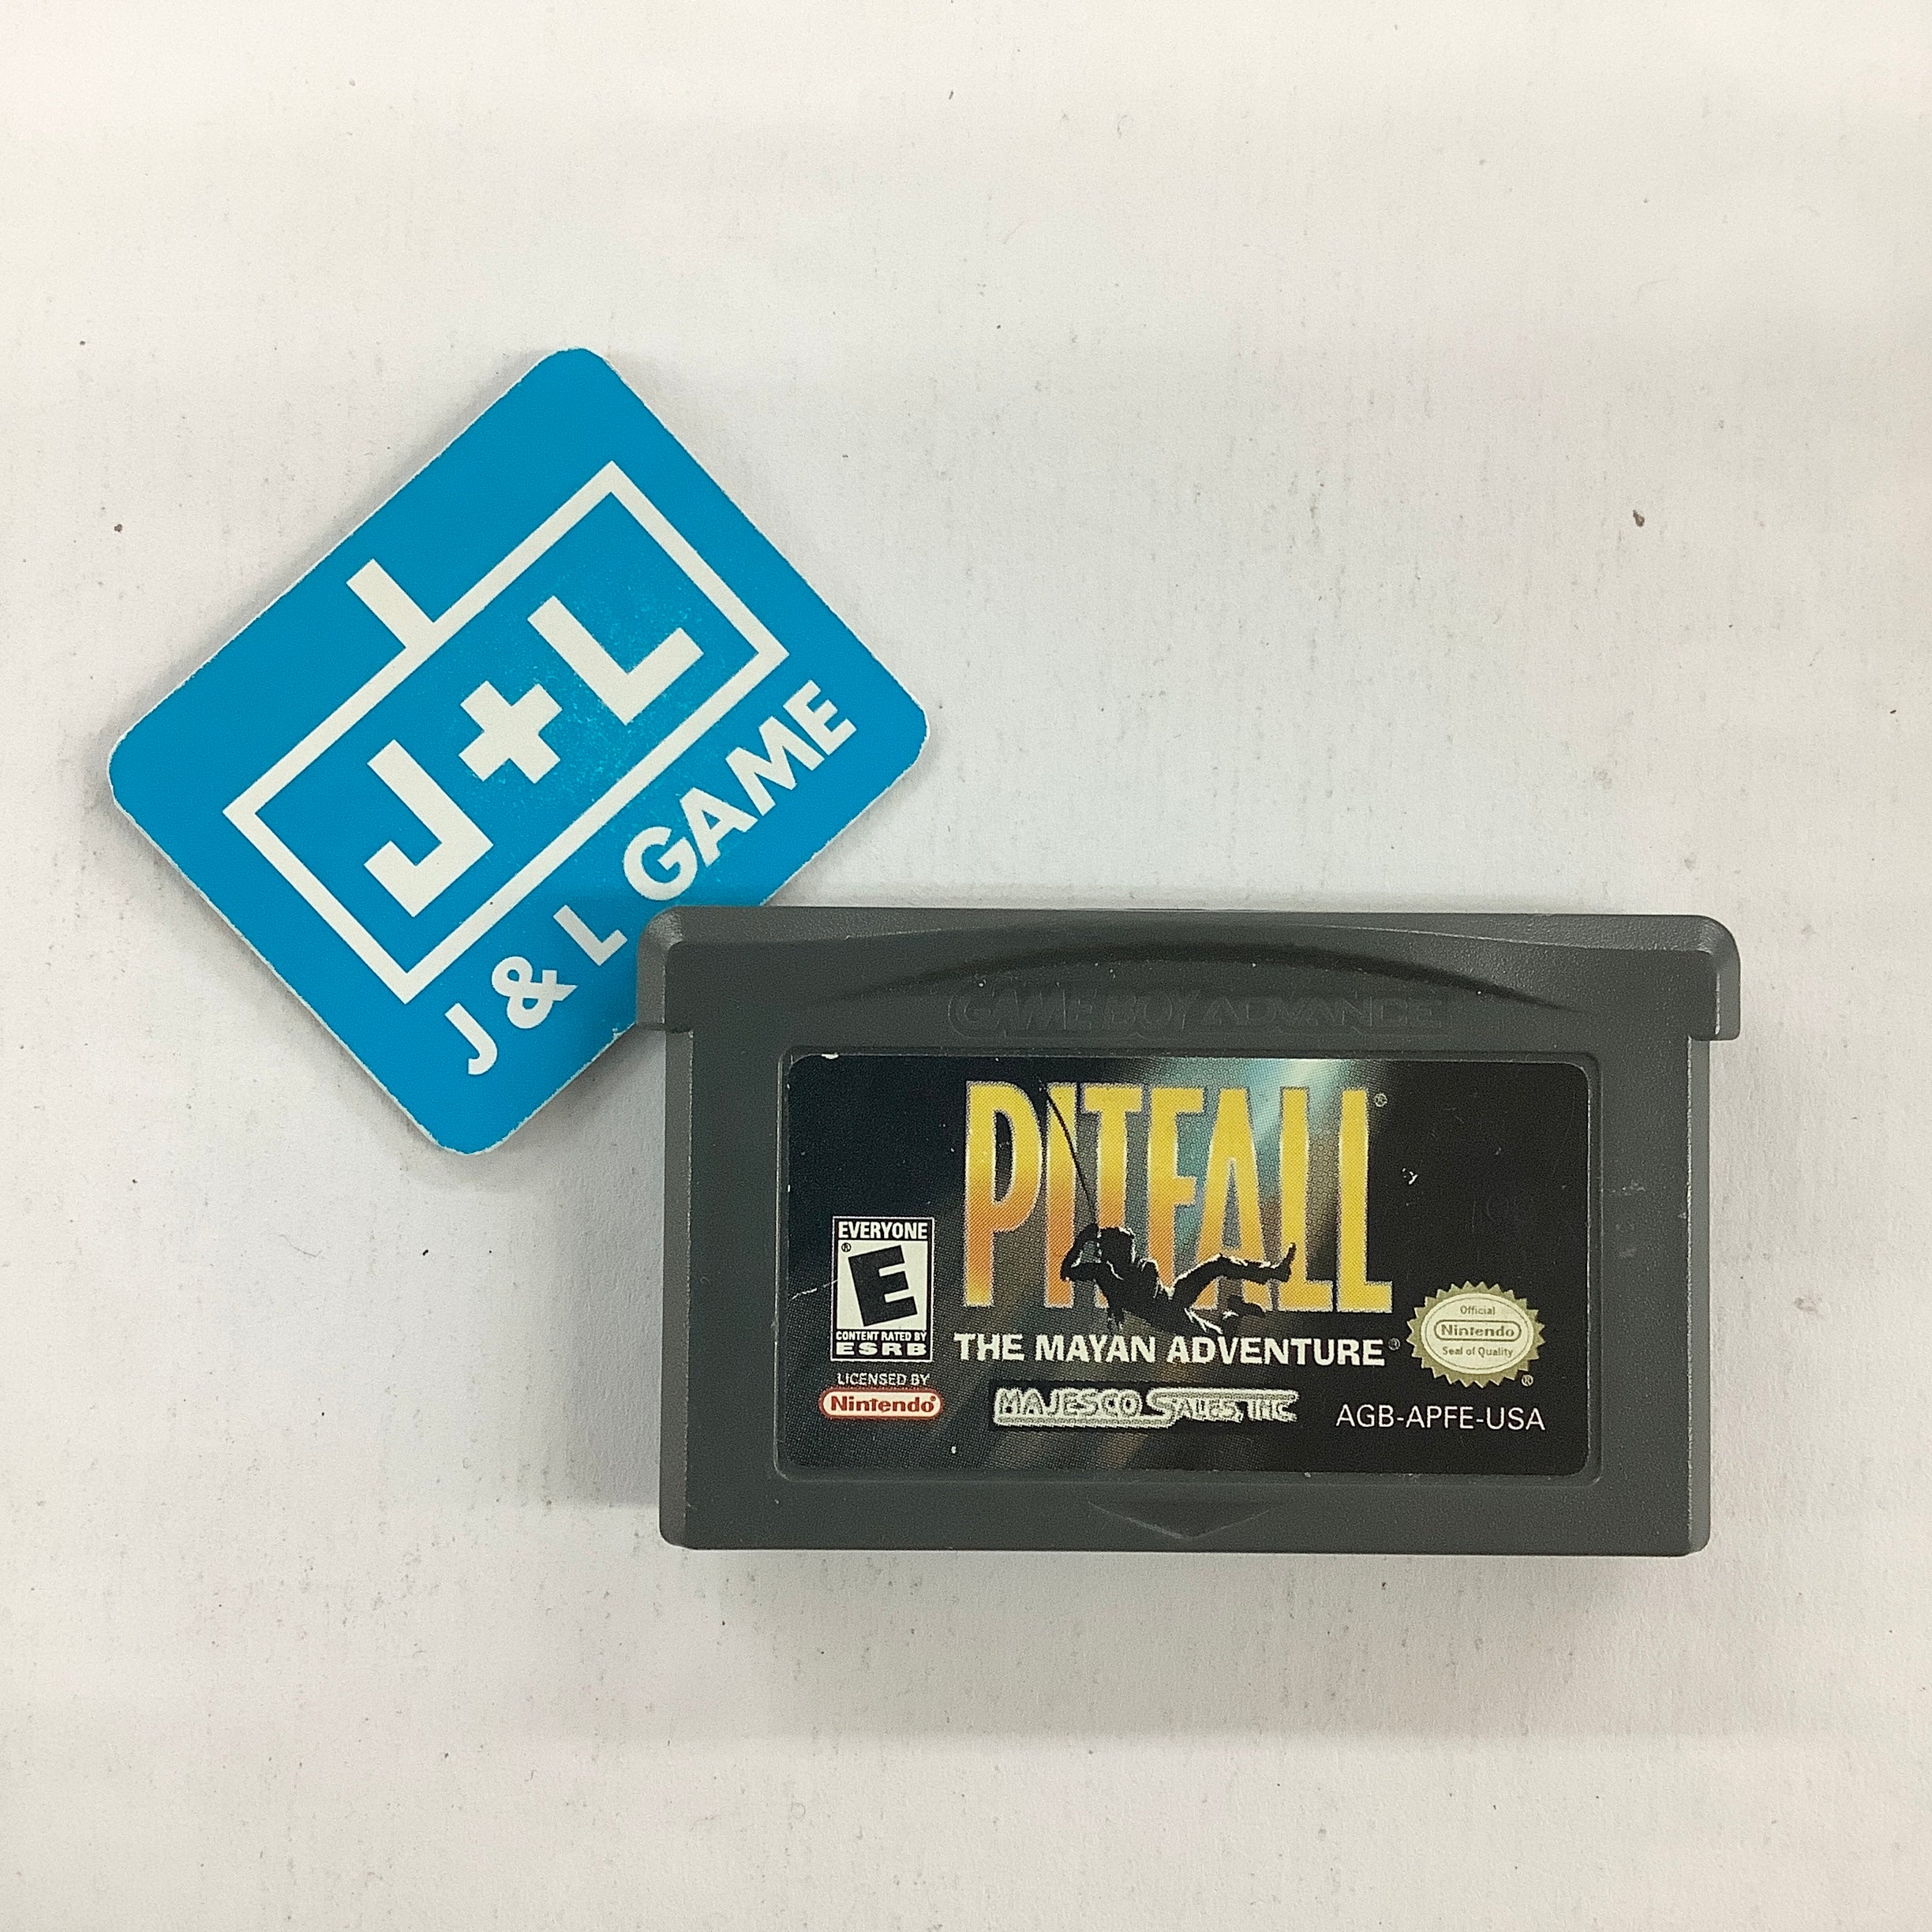 J+L
J & L GAME
GAME BOY ADVANCE
PITFALL®
EVERYONE
E®
CONTENT RATED BY
ESRB
THE MAYAN ADVENTURE®
Official
Nintendo
Seal of Quality
®
LICENSED BY
Nintendo®
MAJESCO SALES, INC.
AGB-APFE-USA